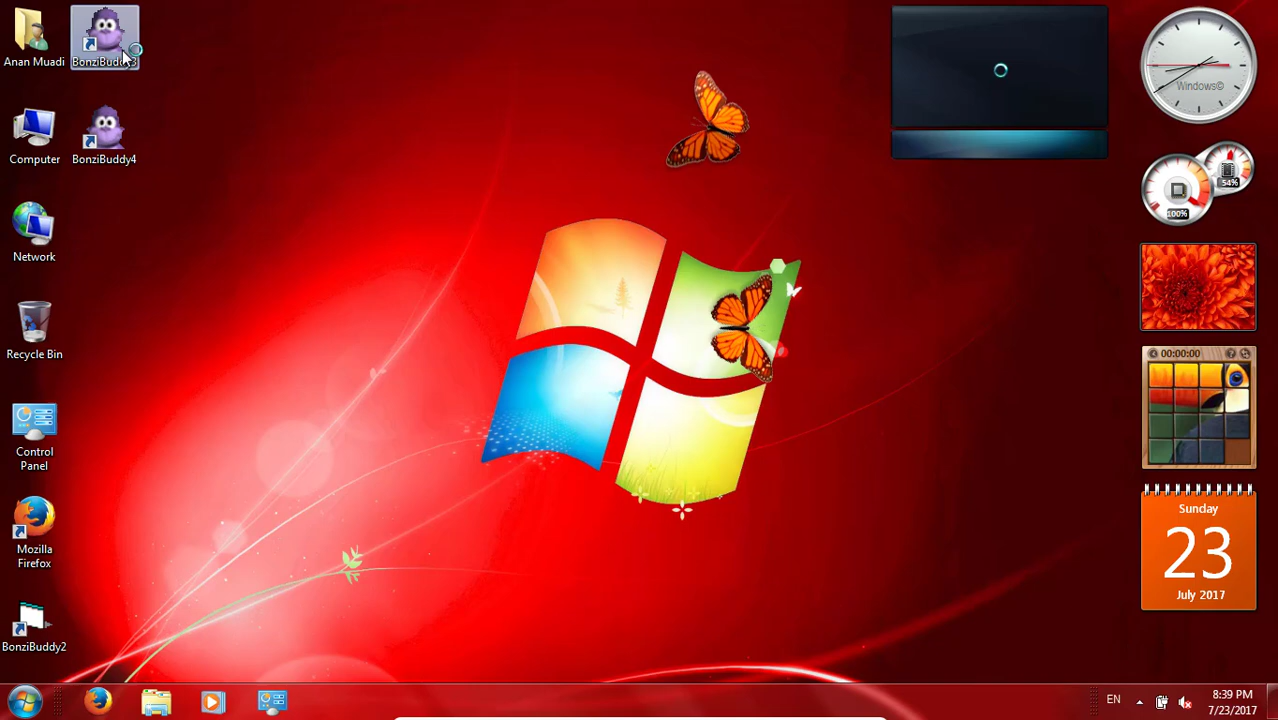 Anan Muadi
BonziBuddy3
Computer
BonziBuddy4
Network
Recycle Bin
Control
Panel
Mozilla
Firefox
BonziBuddy2
Windows©
54%
100%
00:00:00
?
Sunday
23
July 2017
EN
8:39 PM
7/23/2017